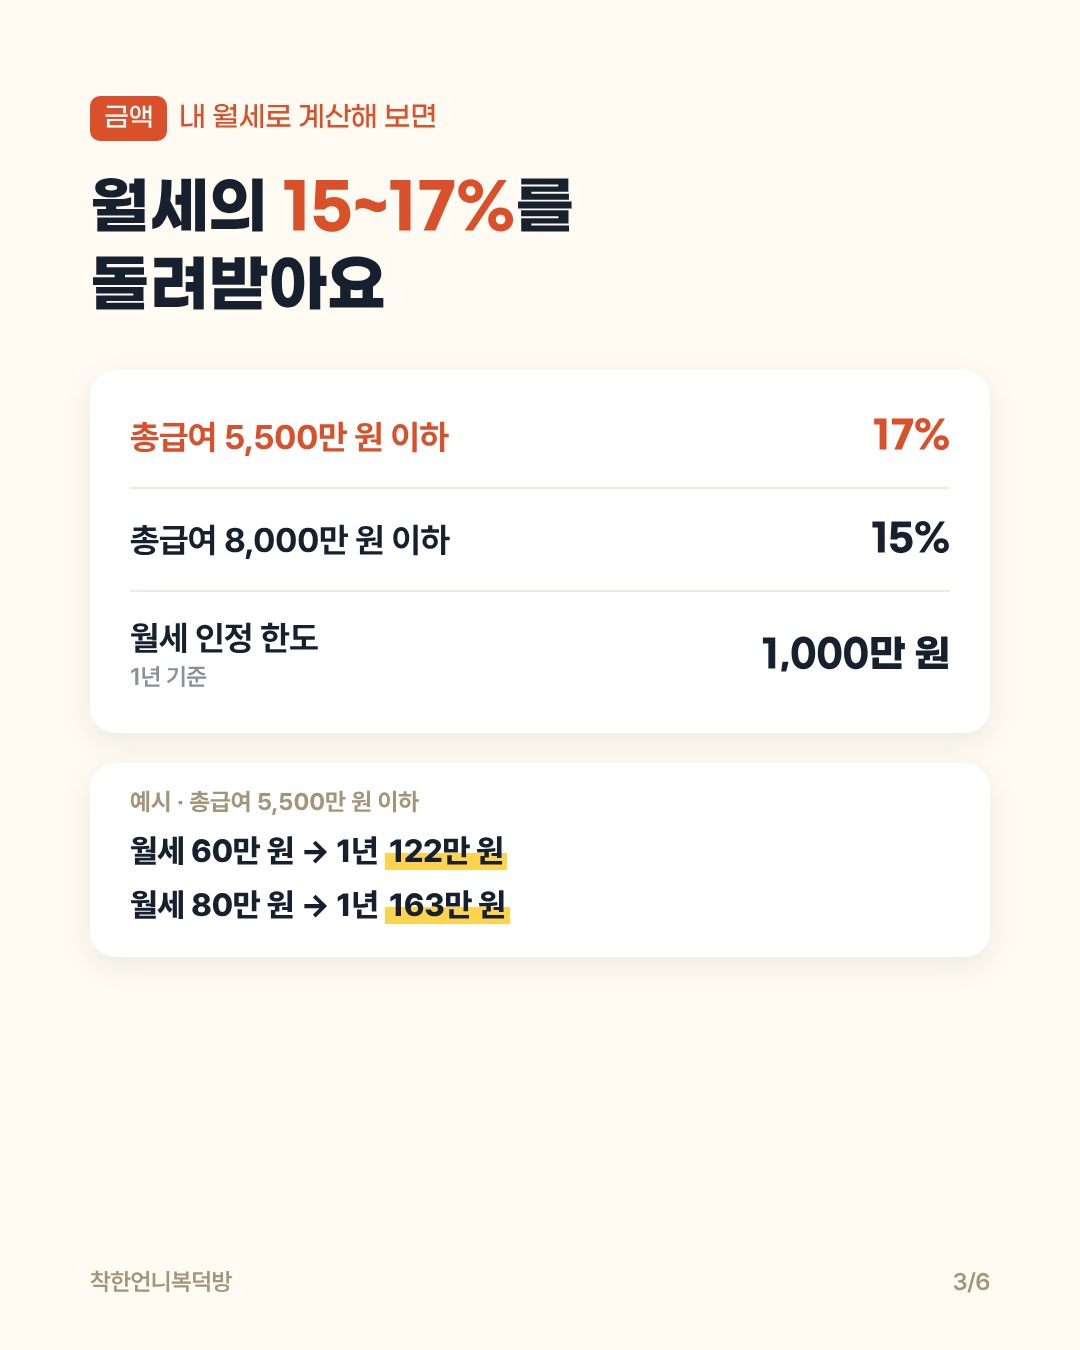 금액 내 월세로 계산해 보면
월세의 15~17%를
돌려받아요
총급여 5,500만 원 이하 17%
총급여 8,000만 원 이하 15%
월세 인정 한도
1년 기준
1,000만 원
예시 · 총급여 5,500만 원 이하
월세 60만 원 → 1년 122만 원
월세 80만 원 → 1년 163만 원
착한언니복덕방 3/6